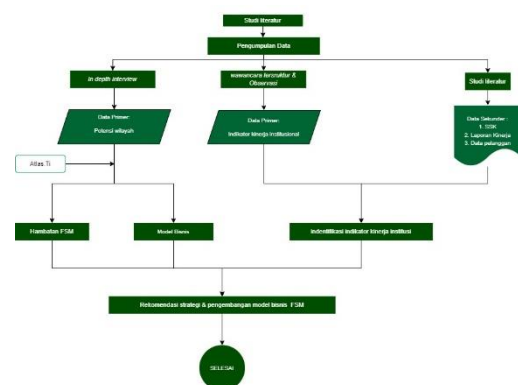 Studi literatur
Pengumpulan Data
In depth interview
wawancara tersruktur &
Observasi
Studi literatur
Data Primer:
Potensi wilayah
Data Primer:
Indikator kinerja institusional
Data Sekunder :
1. SSK
2. Laporan Kinerja
3. Data pelanggan
Atlas.Ti
Hambatan FSM
Model Bisnis
Indentifikasi indikator kinerja institusi
Rekomendasi strategi & pengembangan model bisnis FSM
SELESAI